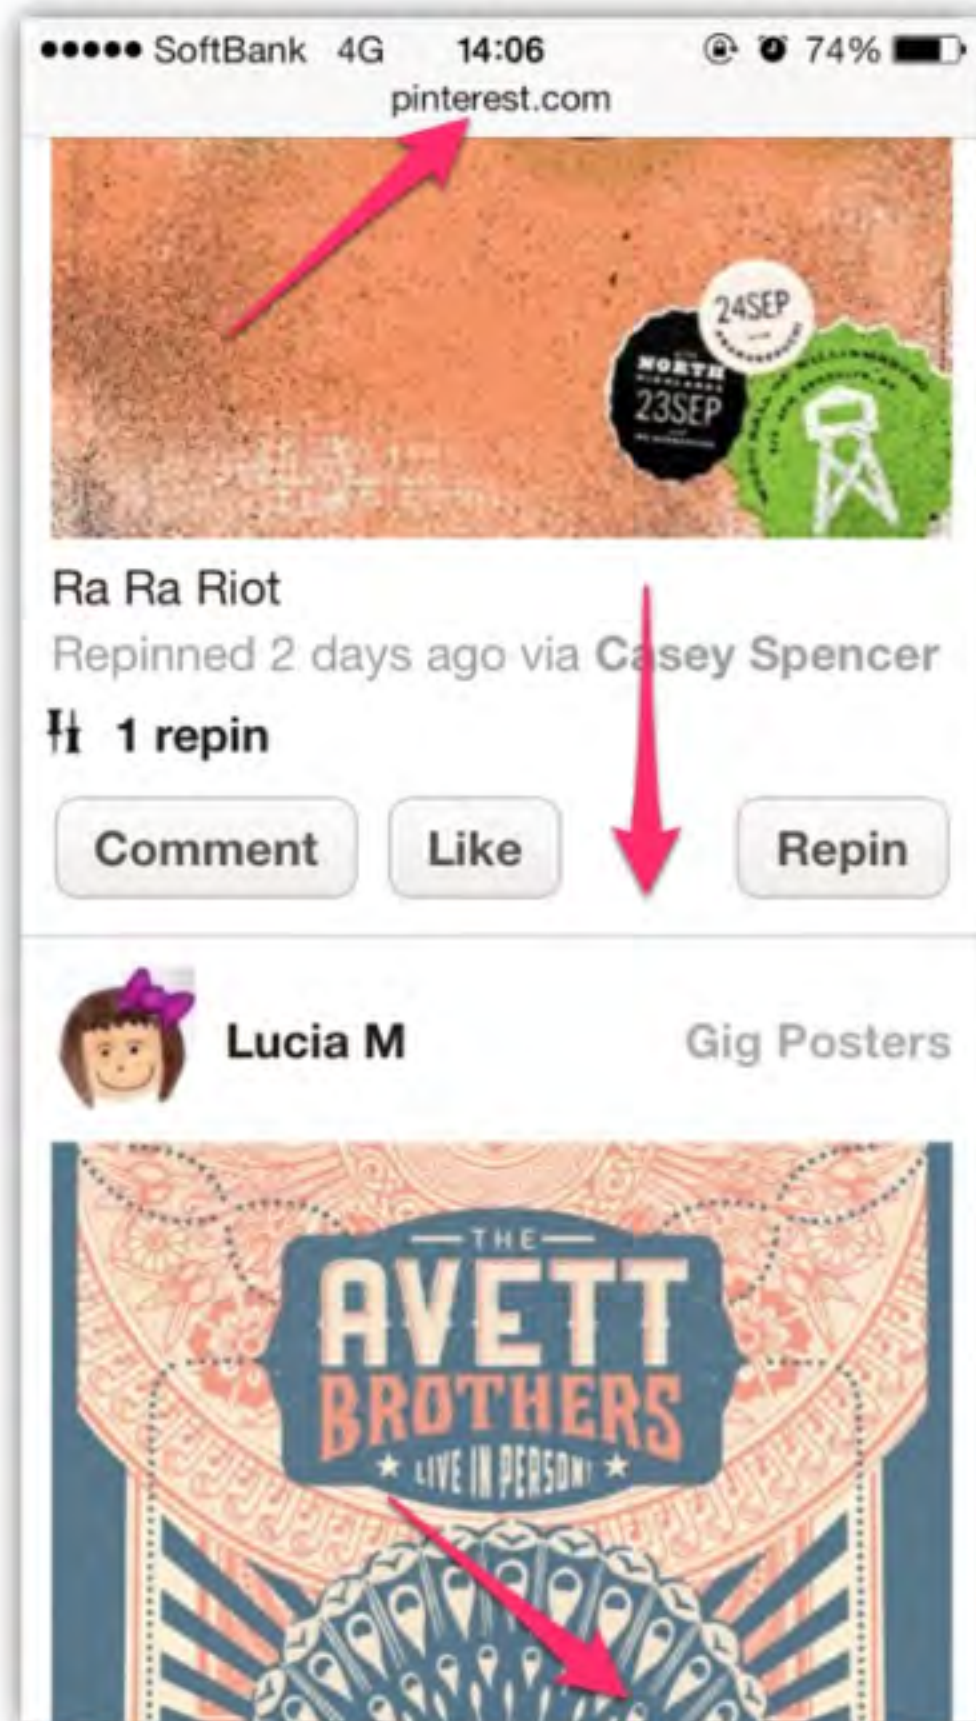 SoftBank 4G 14:06 74%
pinterest.com
24SEP
NORTH
HIGHLANDS
23SEP
Ra Ra Riot
Repinned 2 days ago via Casey Spencer
1 repin
Comment Like Repin
Lucia M Gig Posters
THE
AVETT
BROTHERS
LIVE IN PERSON!